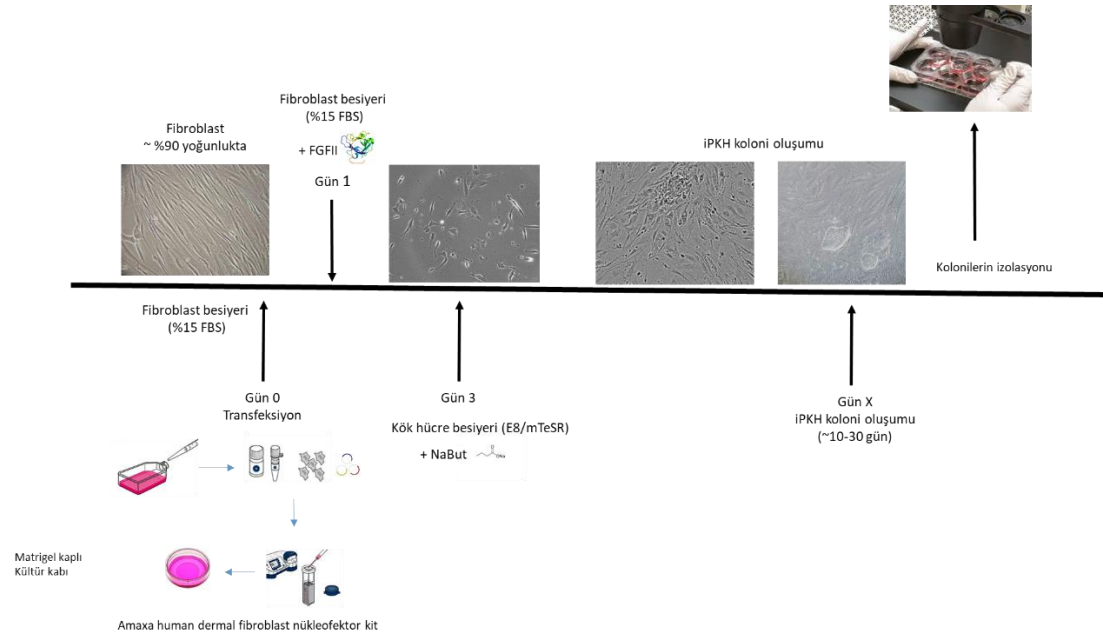 Fibroblast
~ %90 yoğunlukta
Fibroblast besiyeri
(%15 FBS)
+ FGFII
Gün 1
iPKH koloni oluşumu
Kolonilerin izolasyonu
Fibroblast besiyeri
(%15 FBS)
Gün 0
Transfeksiyon
Gün 3
Kök hücre besiyeri (E8/mTeSR)
+ NaBut
Gün X
iPKH koloni oluşumu
(~10-30 gün)
Matrigel kaplı
Kültür kabı
Amaxa human dermal fibroblast nükleofektor kit